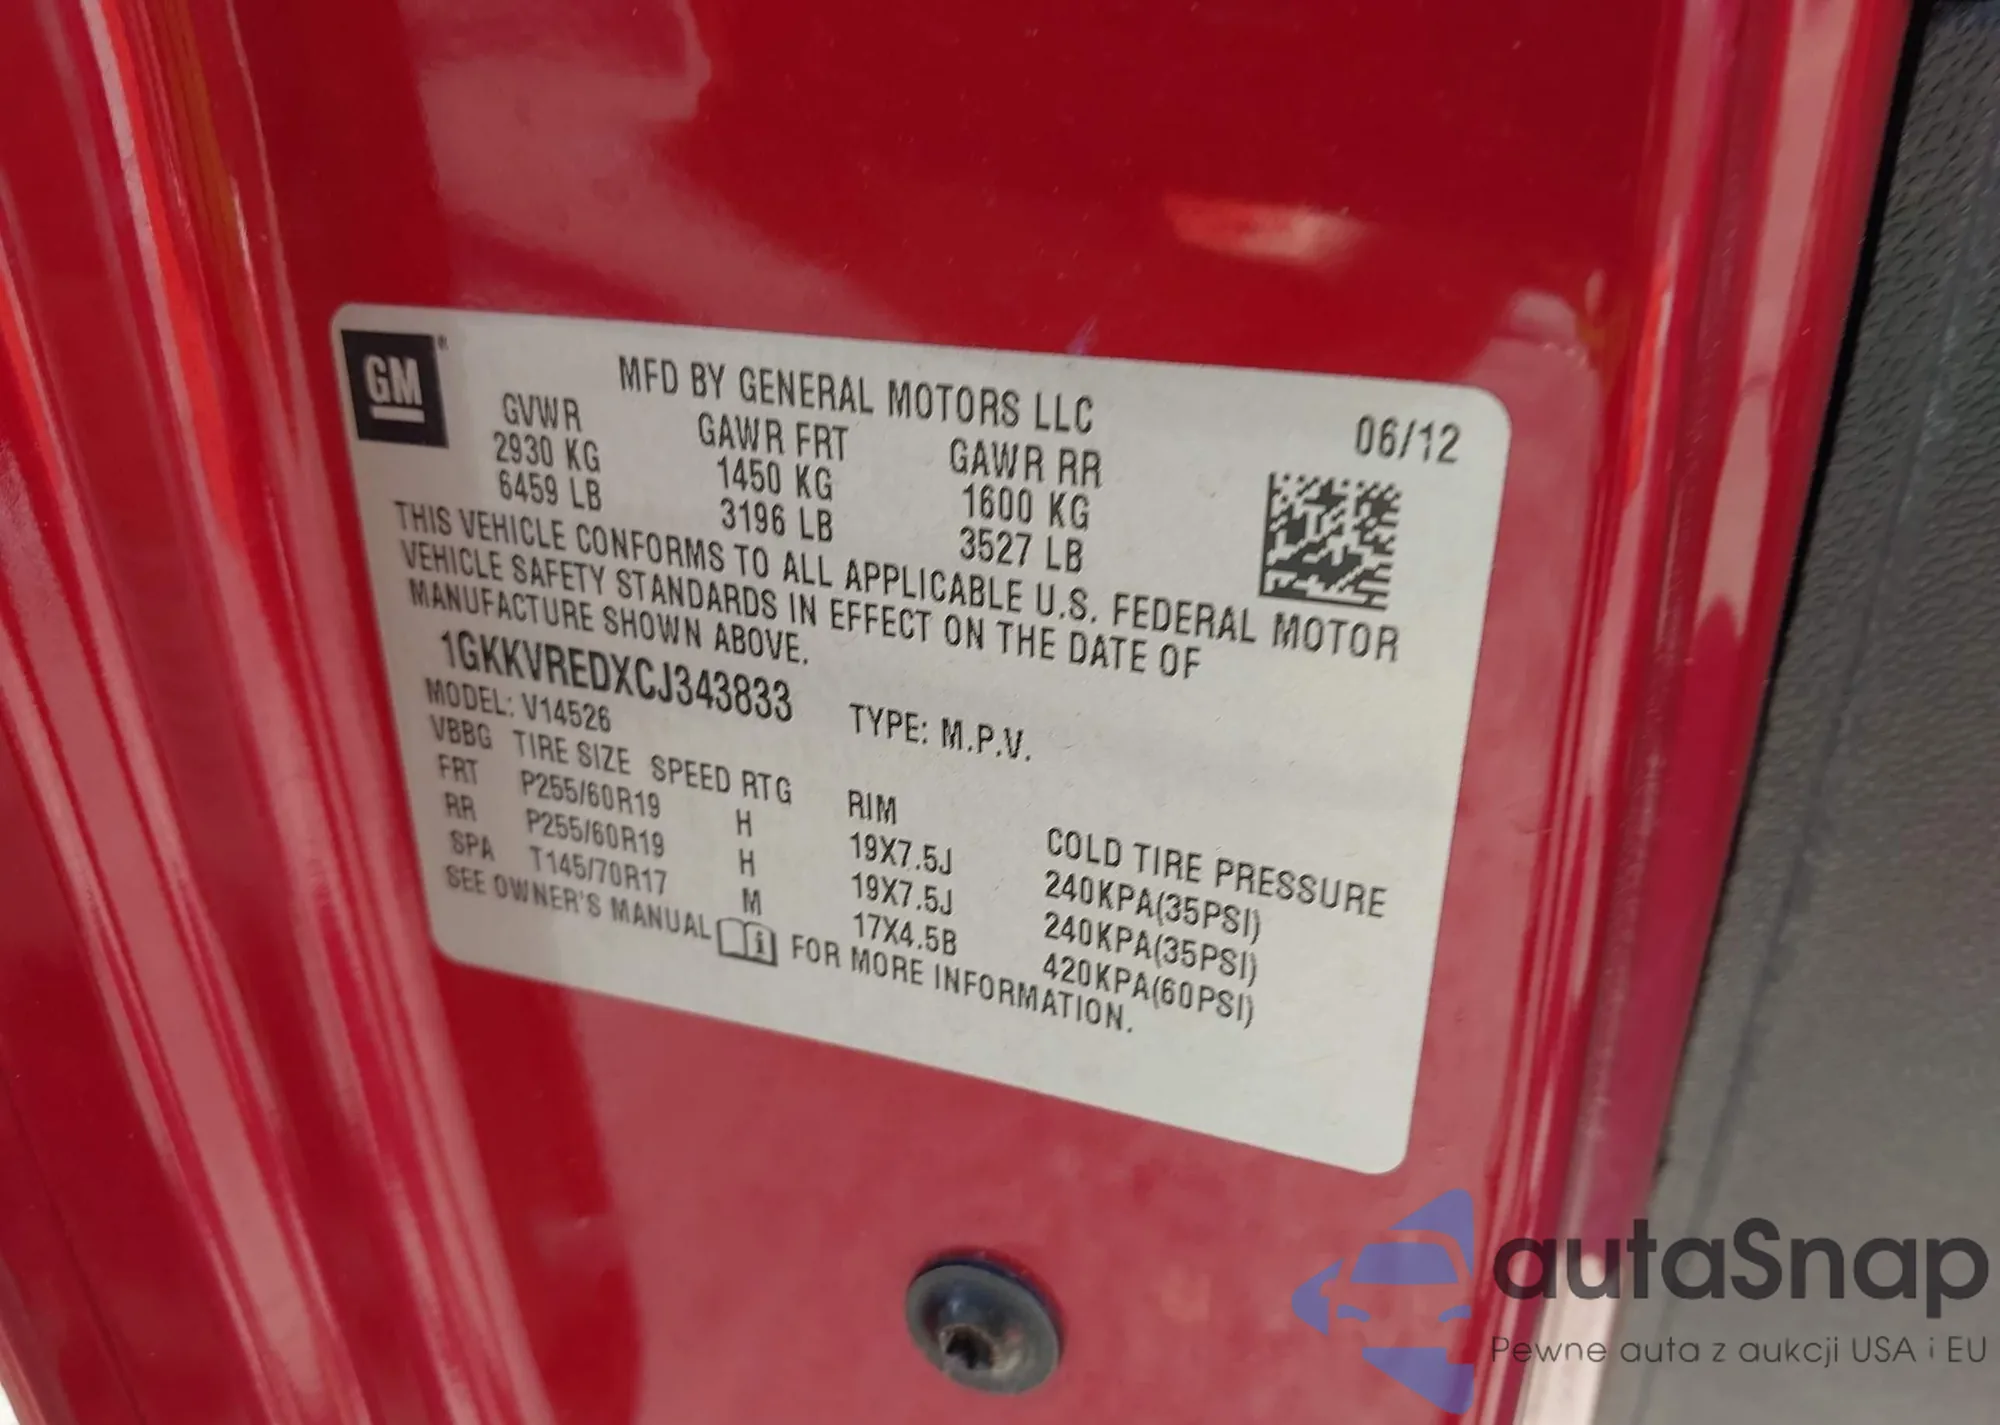 GM
MFD BY GENERAL MOTORS LLC
06/12
GVWR GAWR FRT GAWR RR
2930 KG 1450 KG 1600 KG
6459 LB 3196 LB 3527 LB
THIS VEHICLE CONFORMS TO ALL APPLICABLE U.S. FEDERAL MOTOR
VEHICLE SAFETY STANDARDS IN EFFECT ON THE DATE OF
MANUFACTURE SHOWN ABOVE.
1GKKVREDXCJ343833 TYPE: M.P.V.
MODEL: V14526
VBBG TIRE SIZE SPEED RTG RIM COLD TIRE PRESSURE
FRT P255/60R19 H 19X7.5J 240KPA(35PSI)
RR P255/60R19 H 19X7.5J 240KPA(35PSI)
SPA T145/70R17 M 17X4.5B 420KPA(60PSI)
SEE OWNER'S MANUAL FOR MORE INFORMATION.
autaSnap
Pewne auta z aukcji USA i EU